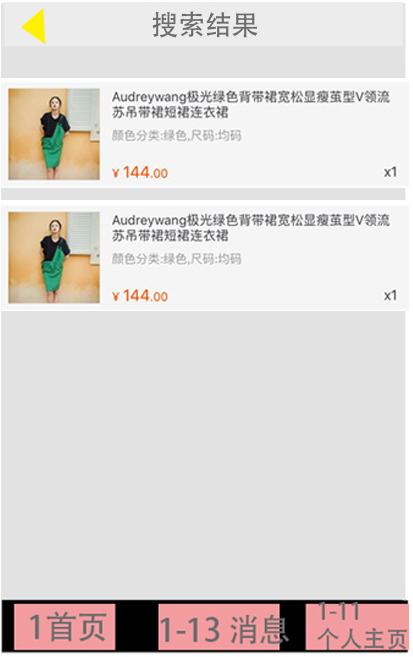 搜索结果
Audreywang极光绿色背带裙宽松显瘦茧型V领流
苏吊带裙短裙连衣裙
颜色分类:绿色,尺码:均码
¥ 144.00
x1
Audreywang极光绿色背带裙宽松显瘦茧型V领流
苏吊带裙短裙连衣裙
颜色分类:绿色,尺码:均码
¥ 144.00
x1
1首页
1-13 消息
1-11
个人主页